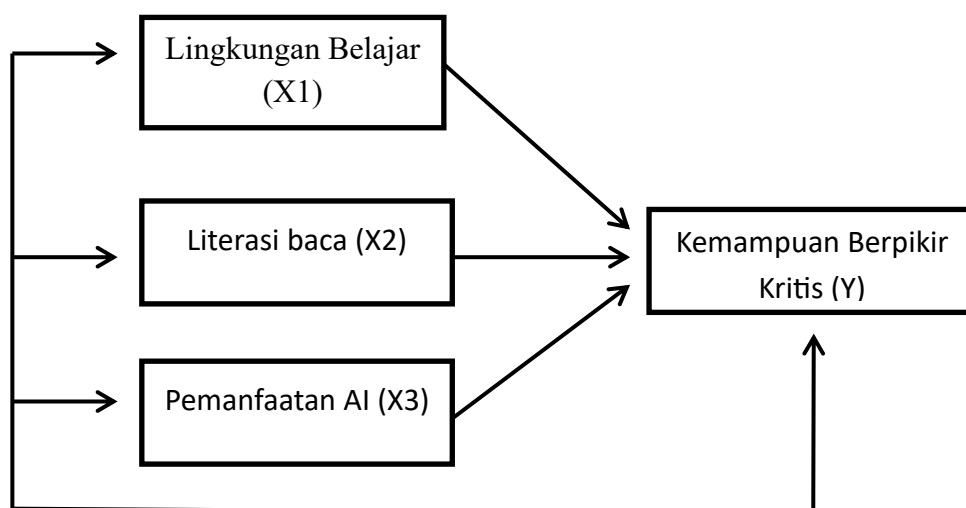 Lingkungan Belajar
(X1)
Literasi baca (X2)
Kemampuan Berpikir
Kritis (Y)
Pemanfaatan AI (X3)